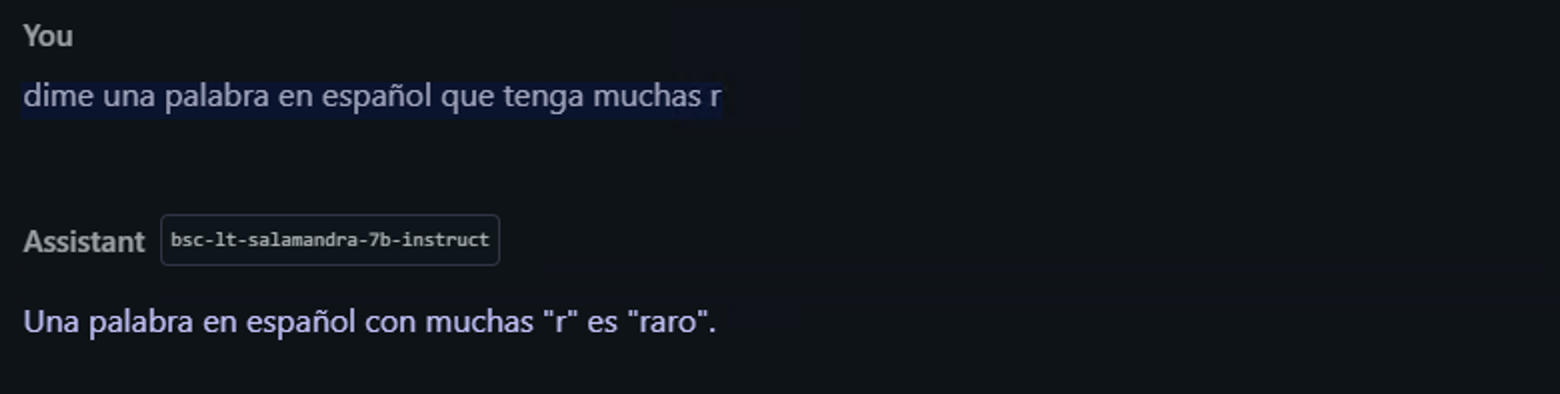 You
dime una palabra en español que tenga muchas r
Assistant bsc-lt-salamandra-7b-instruct
Una palabra en español con muchas "r" es "raro".